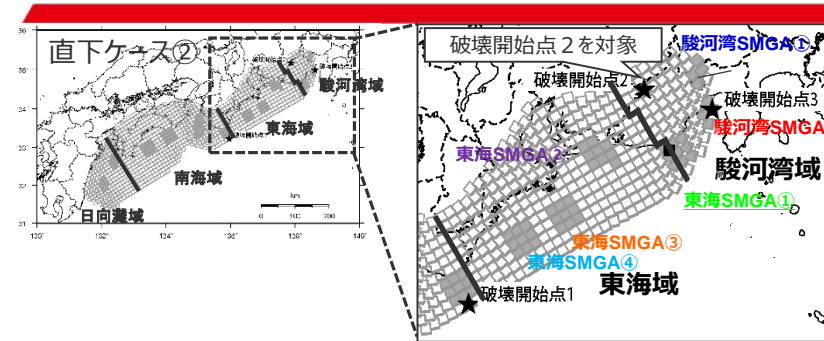 直下ケース②
駿河湾域
東海域
南海域
日向灘域
km
0 100 200
破壊開始点２を対象
駿河湾SMGA①
破壊開始点2
破壊開始点3
駿河湾SMGA
東海SMGA②
駿河湾域
東海SMGA①
東海SMGA③
東海SMGA④
東海域
破壊開始点1